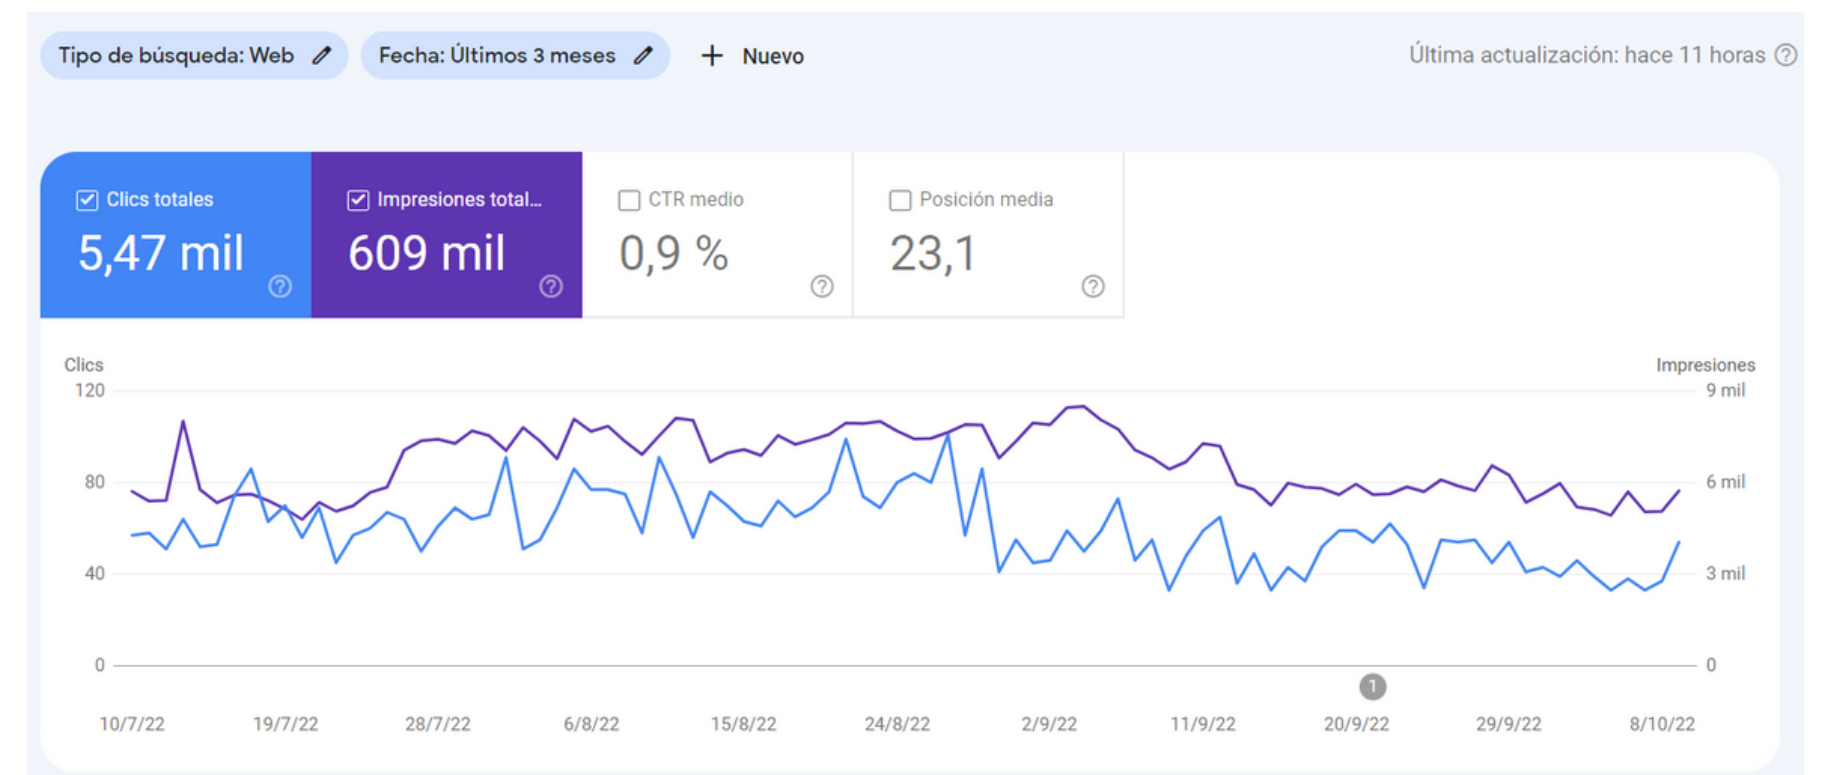 Tipo de búsqueda: Web Fecha: Últimos 3 meses + Nuevo Última actualización: hace 11 horas ?
Clics totales Impresiones total... CTR medio Posición media
5,47 mil ? 609 mil ? 0,9 % ? 23,1 ?
Clics Impresiones
120 9 mil
80 6 mil
40 3 mil
0 0
1
10/7/22 19/7/22 28/7/22 6/8/22 15/8/22 24/8/22 2/9/22 11/9/22 20/9/22 29/9/22 8/10/22